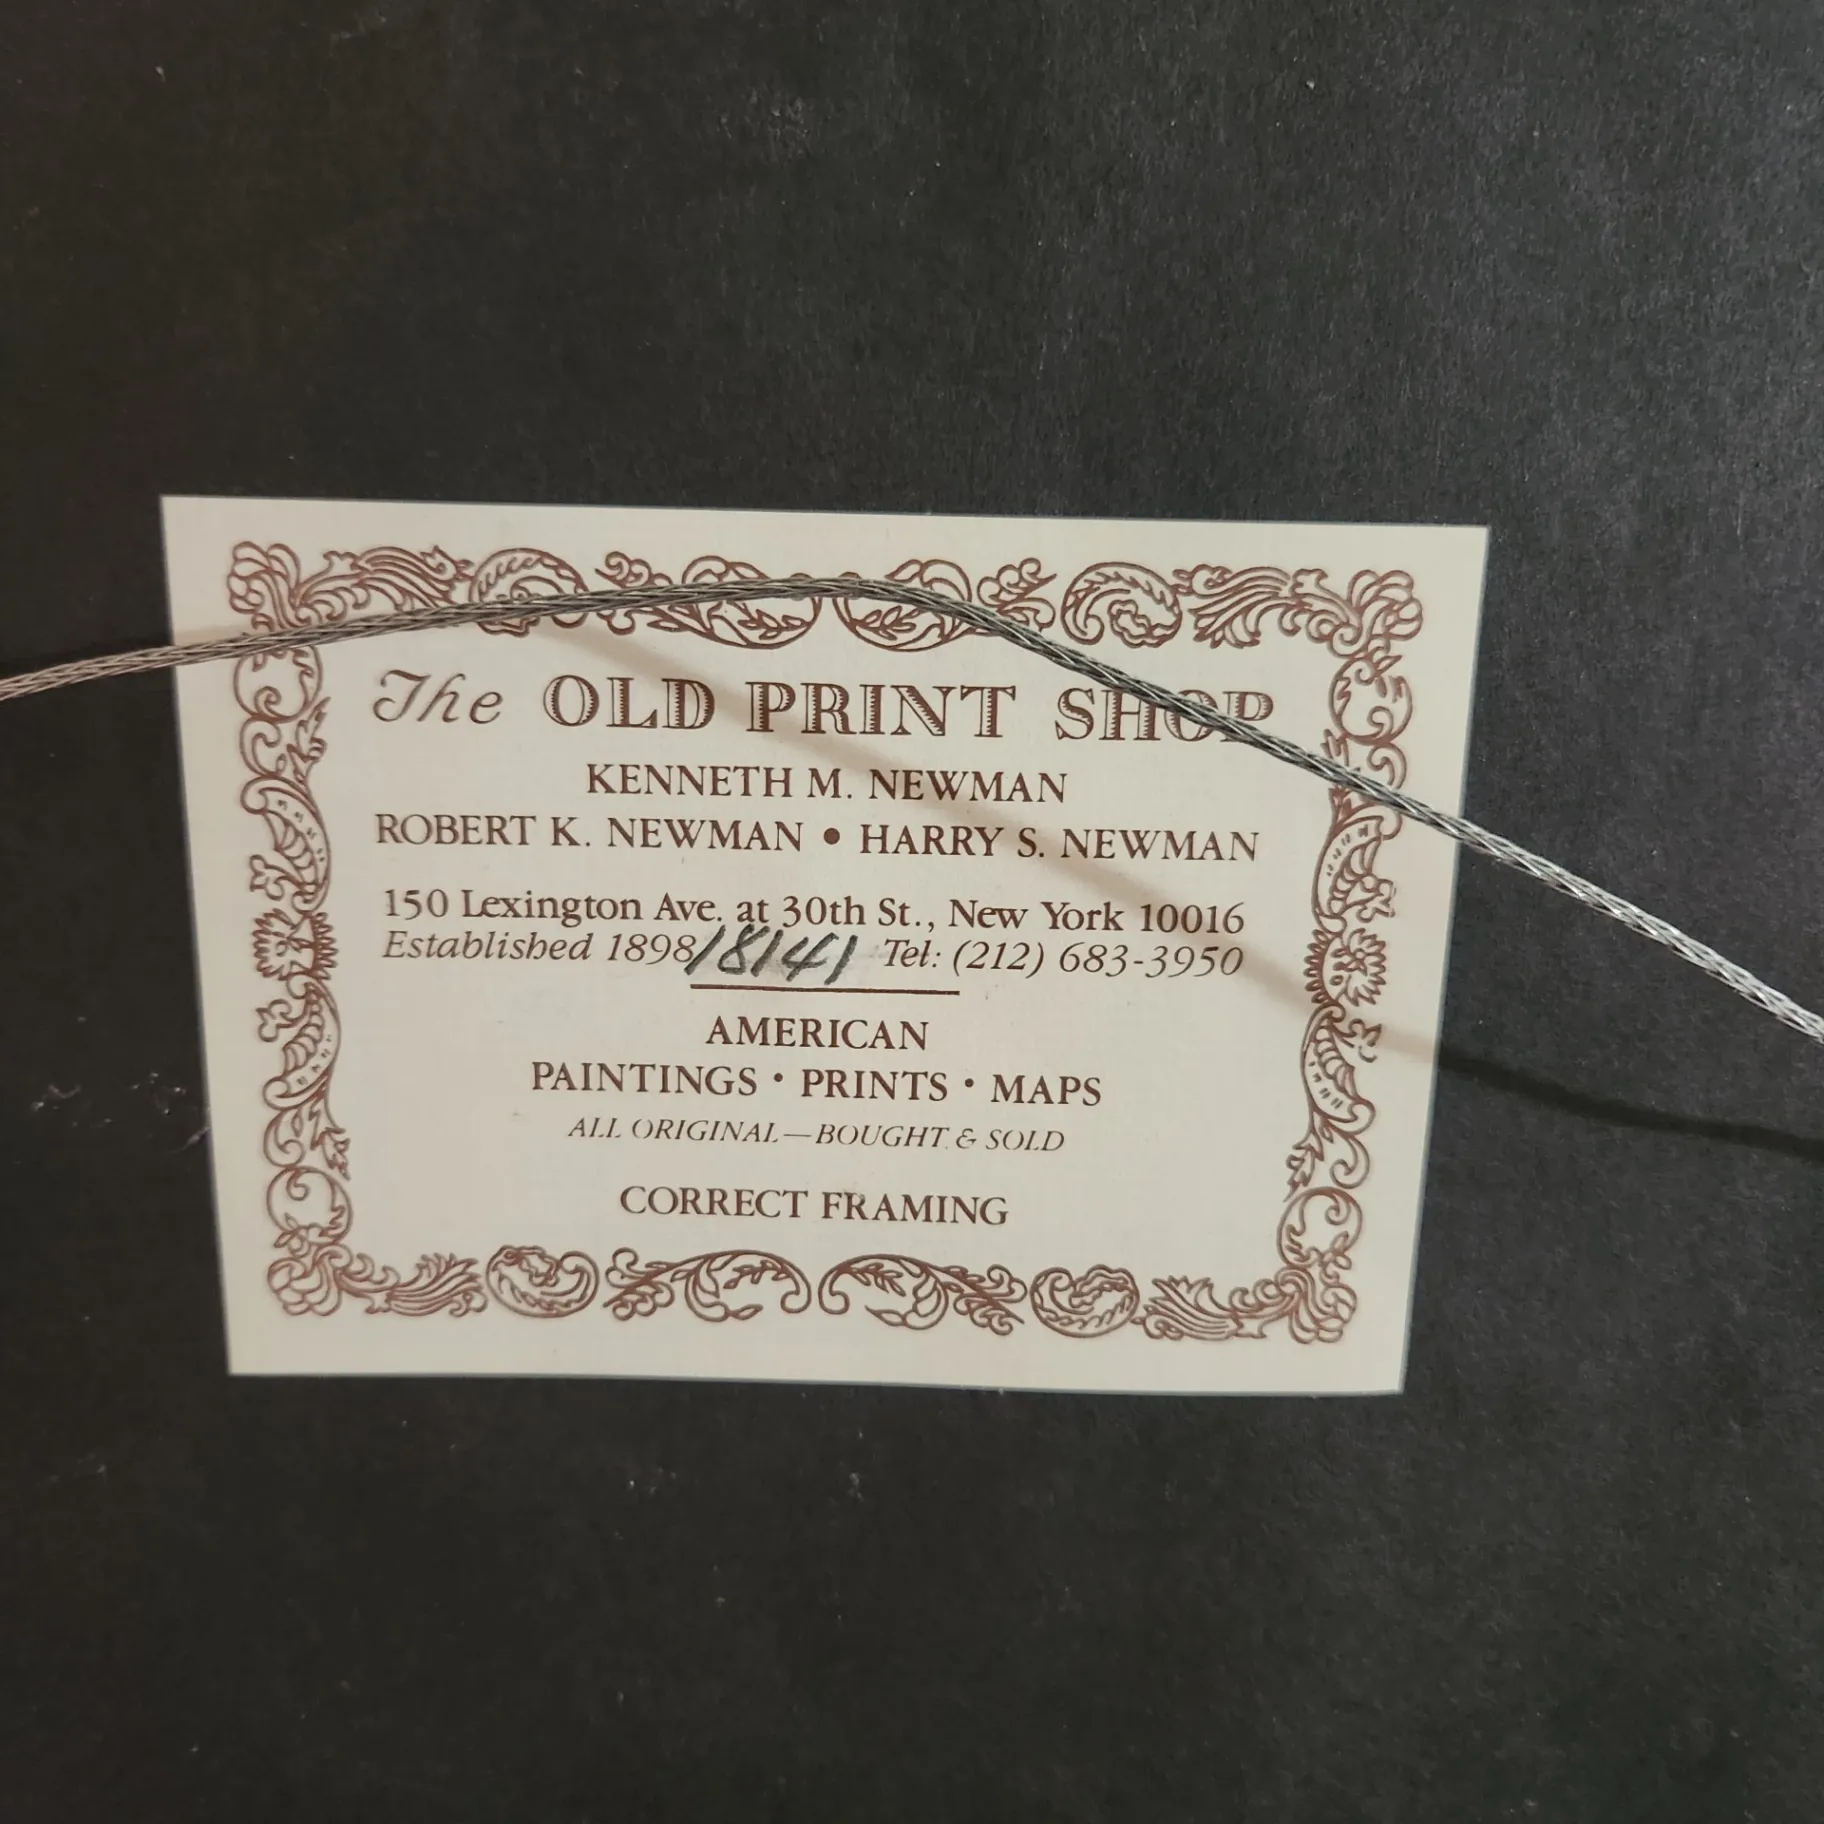 The OLD PRINT SHOP
KENNETH M. NEWMAN
ROBERT K. NEWMAN • HARRY S. NEWMAN
150 Lexington Ave. at 30th St., New York 10016
Established 1898 18141 Tel: (212) 683-3950
AMERICAN
PAINTINGS • PRINTS • MAPS
ALL ORIGINAL—BOUGHT & SOLD
CORRECT FRAMING